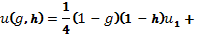 u(g, h) = 1/4 (1 − g)(1 − h)u₁ +